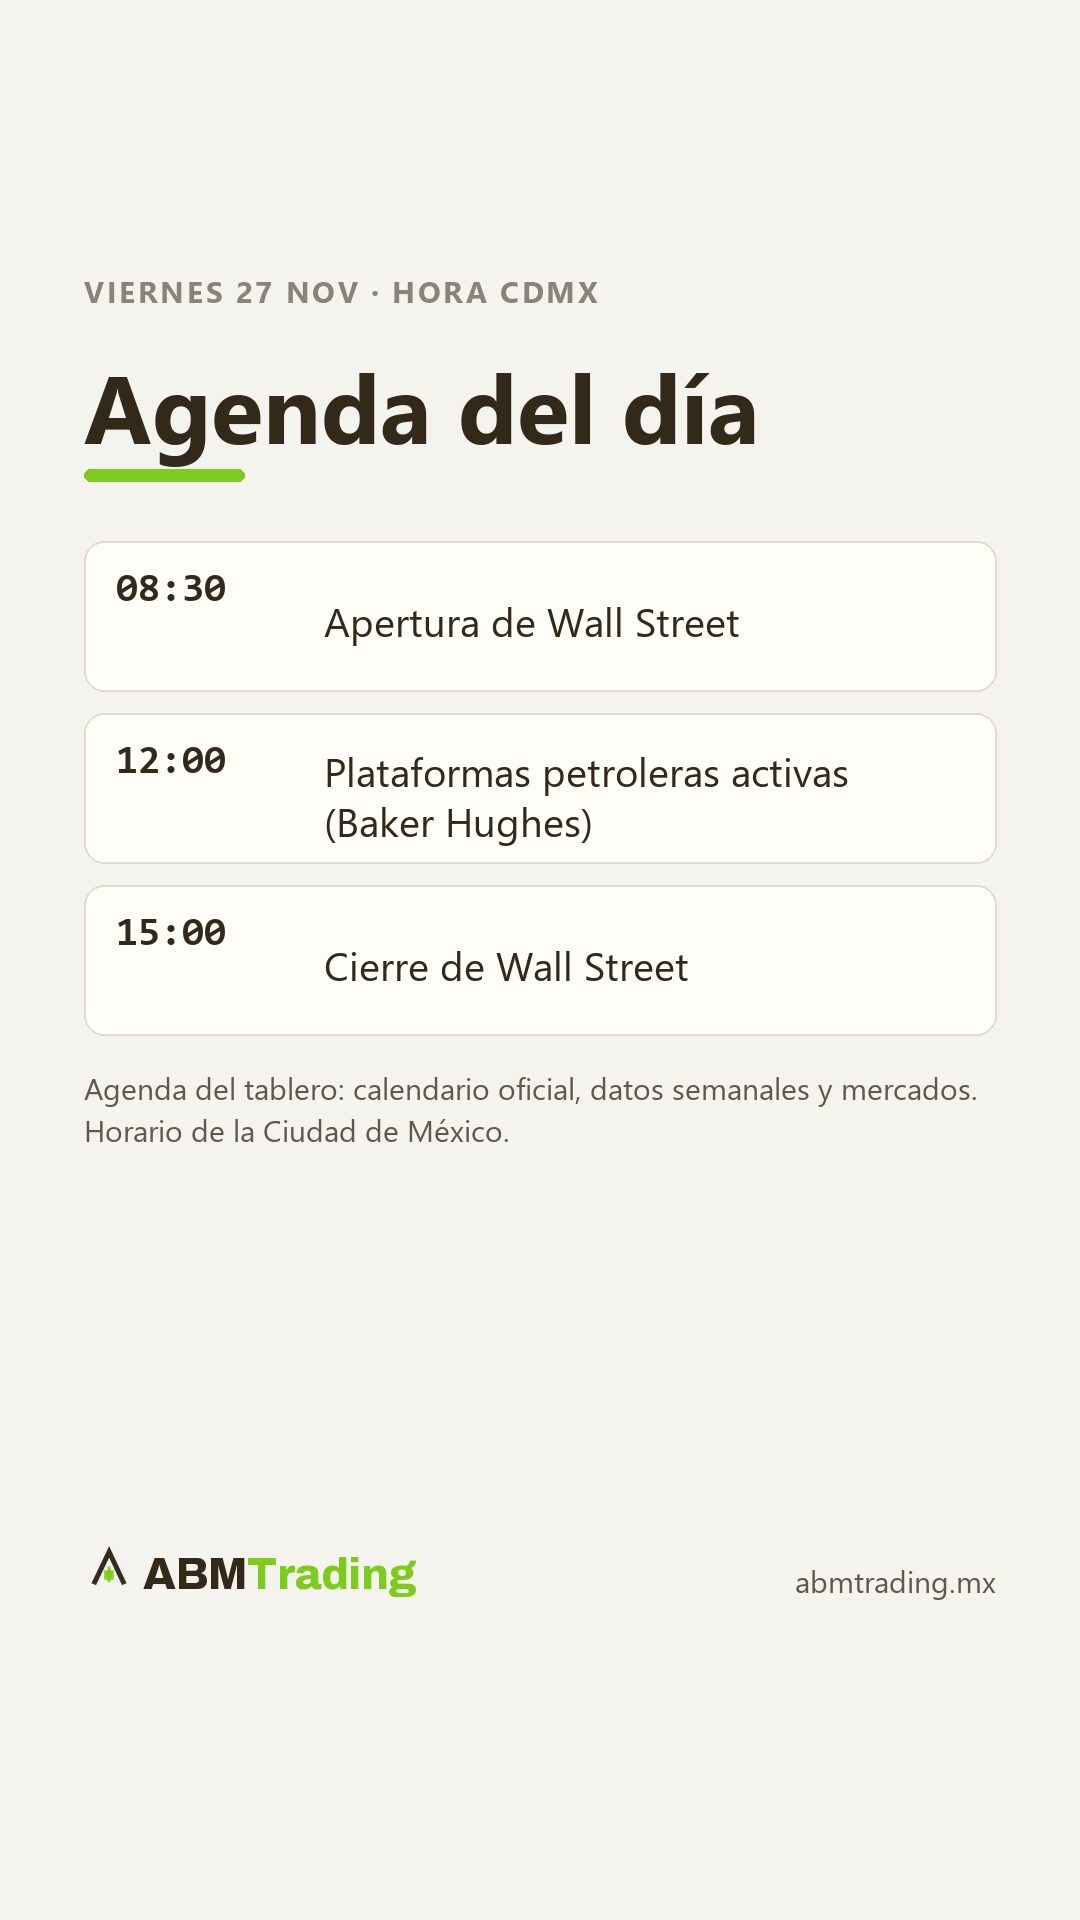 VIERNES 27 NOV · HORA CDMX
Agenda del día
08:30
Apertura de Wall Street
12:00
Plataformas petroleras activas
(Baker Hughes)
15:00
Cierre de Wall Street
Agenda del tablero: calendario oficial, datos semanales y mercados.
Horario de la Ciudad de México.
ABMTrading
abmtrading.mx